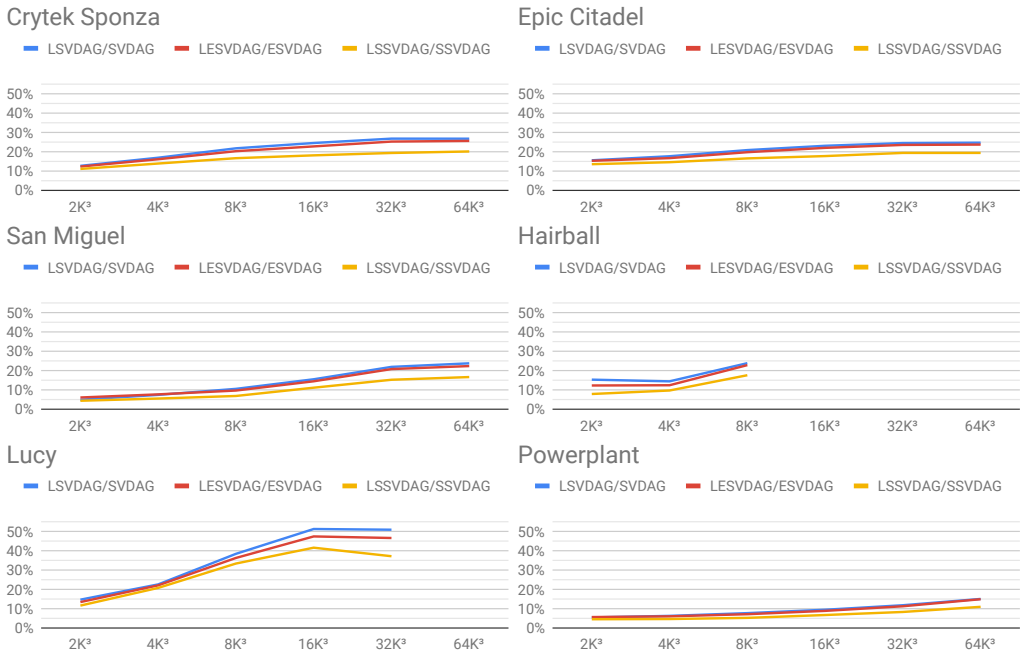 Crytek Sponza
LSVDAG/SVDAG LESVDAG/ESVDAG LSSVDAG/SSVDAG
50%
40%
30%
20%
10%
0%
2K³ 4K³ 8K³ 16K³ 32K³ 64K³
Epic Citadel
LSVDAG/SVDAG LESVDAG/ESVDAG LSSVDAG/SSVDAG
50%
40%
30%
20%
10%
0%
2K³ 4K³ 8K³ 16K³ 32K³ 64K³
San Miguel
LSVDAG/SVDAG LESVDAG/ESVDAG LSSVDAG/SSVDAG
50%
40%
30%
20%
10%
0%
2K³ 4K³ 8K³ 16K³ 32K³ 64K³
Hairball
LSVDAG/SVDAG LESVDAG/ESVDAG LSSVDAG/SSVDAG
50%
40%
30%
20%
10%
0%
2K³ 4K³ 8K³ 16K³ 32K³ 64K³
Lucy
LSVDAG/SVDAG LESVDAG/ESVDAG LSSVDAG/SSVDAG
50%
40%
30%
20%
10%
0%
2K³ 4K³ 8K³ 16K³ 32K³ 64K³
Powerplant
LSVDAG/SVDAG LESVDAG/ESVDAG LSSVDAG/SSVDAG
50%
40%
30%
20%
10%
0%
2K³ 4K³ 8K³ 16K³ 32K³ 64K³